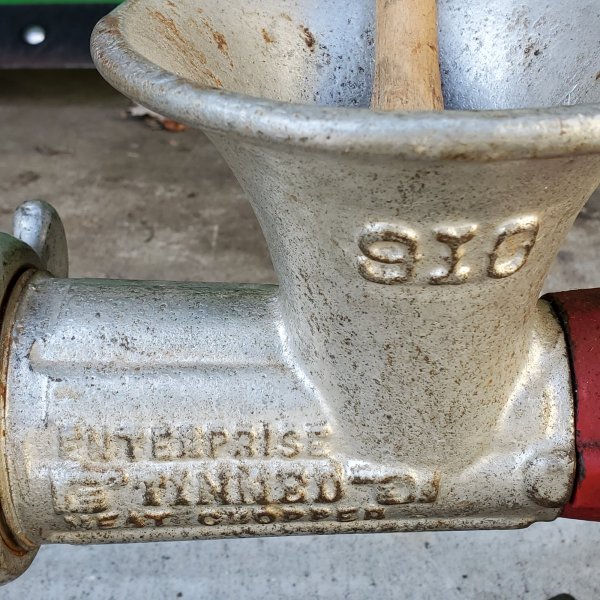 910
ENTERPRISE
TINNED
MEAT CHOPPER